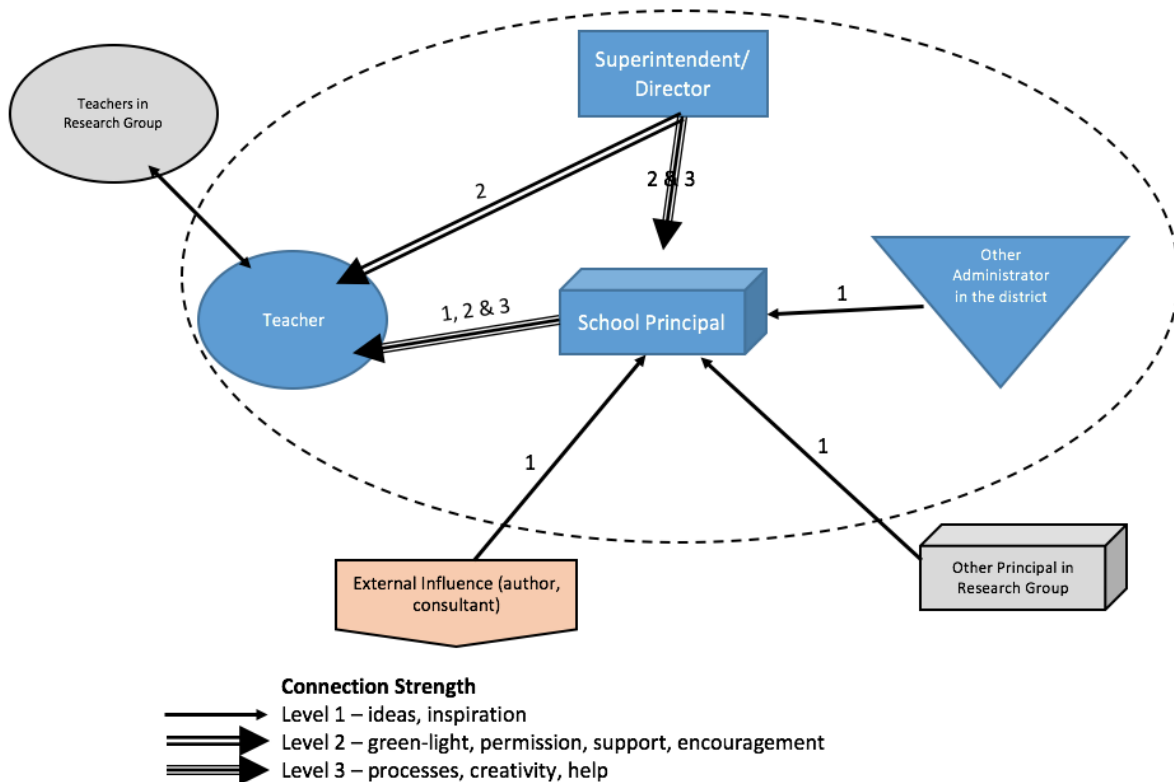 Superintendent/
Director
Teachers in
Research Group
2
2 & 3
Other
Administrator
in the district
1
1, 2 & 3
Teacher
School Principal
1
1
External Influence (author,
consultant)
Other Principal in
Research Group
Connection Strength
Level 1 – ideas, inspiration
Level 2 – green-light, permission, support, encouragement
Level 3 – processes, creativity, help